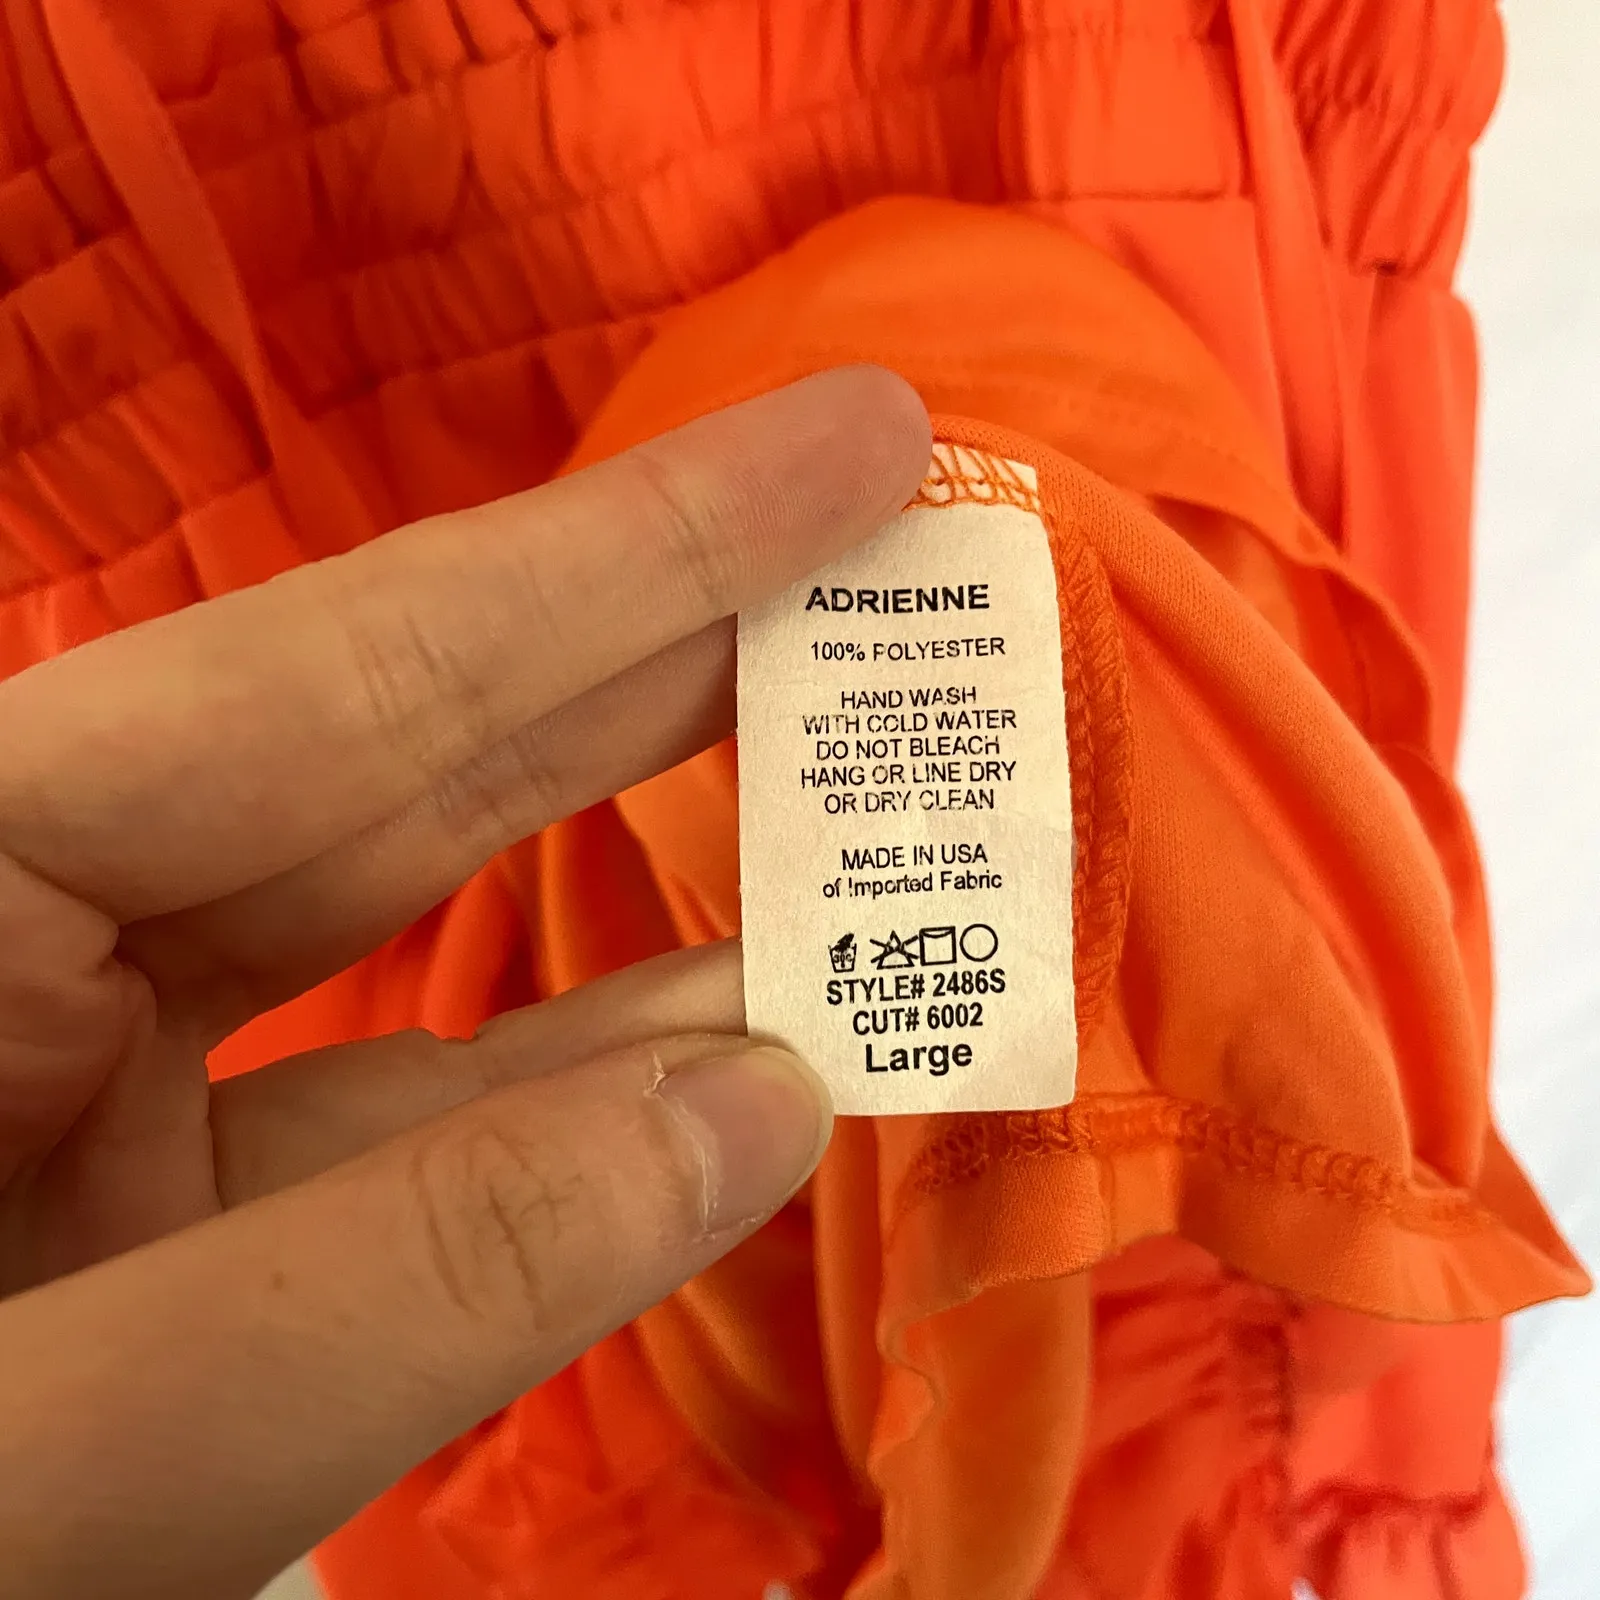 ADRIENNE
100% POLYESTER
HAND WASH
WITH COLD WATER
DO NOT BLEACH
HANG OR LINE DRY
OR DRY CLEAN
MADE IN USA
of Imported Fabric
30C
STYLE# 2486S
CUT# 6002
Large